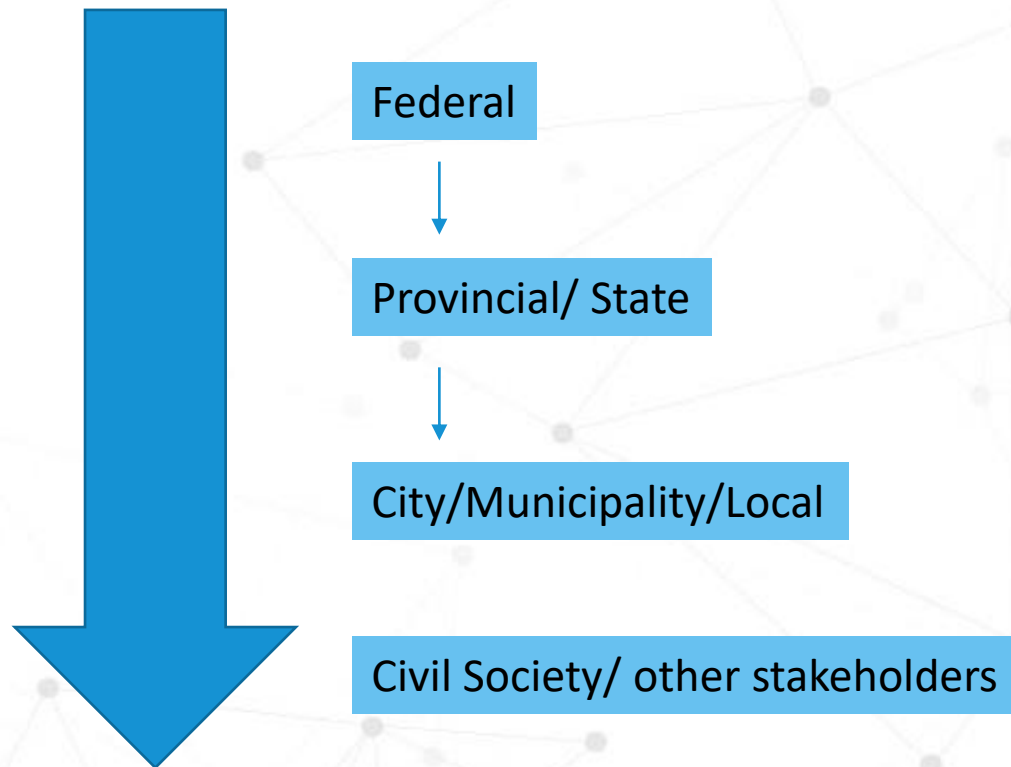 Federal
Provincial/ State
City/Municipality/Local
Civil Society/ other stakeholders